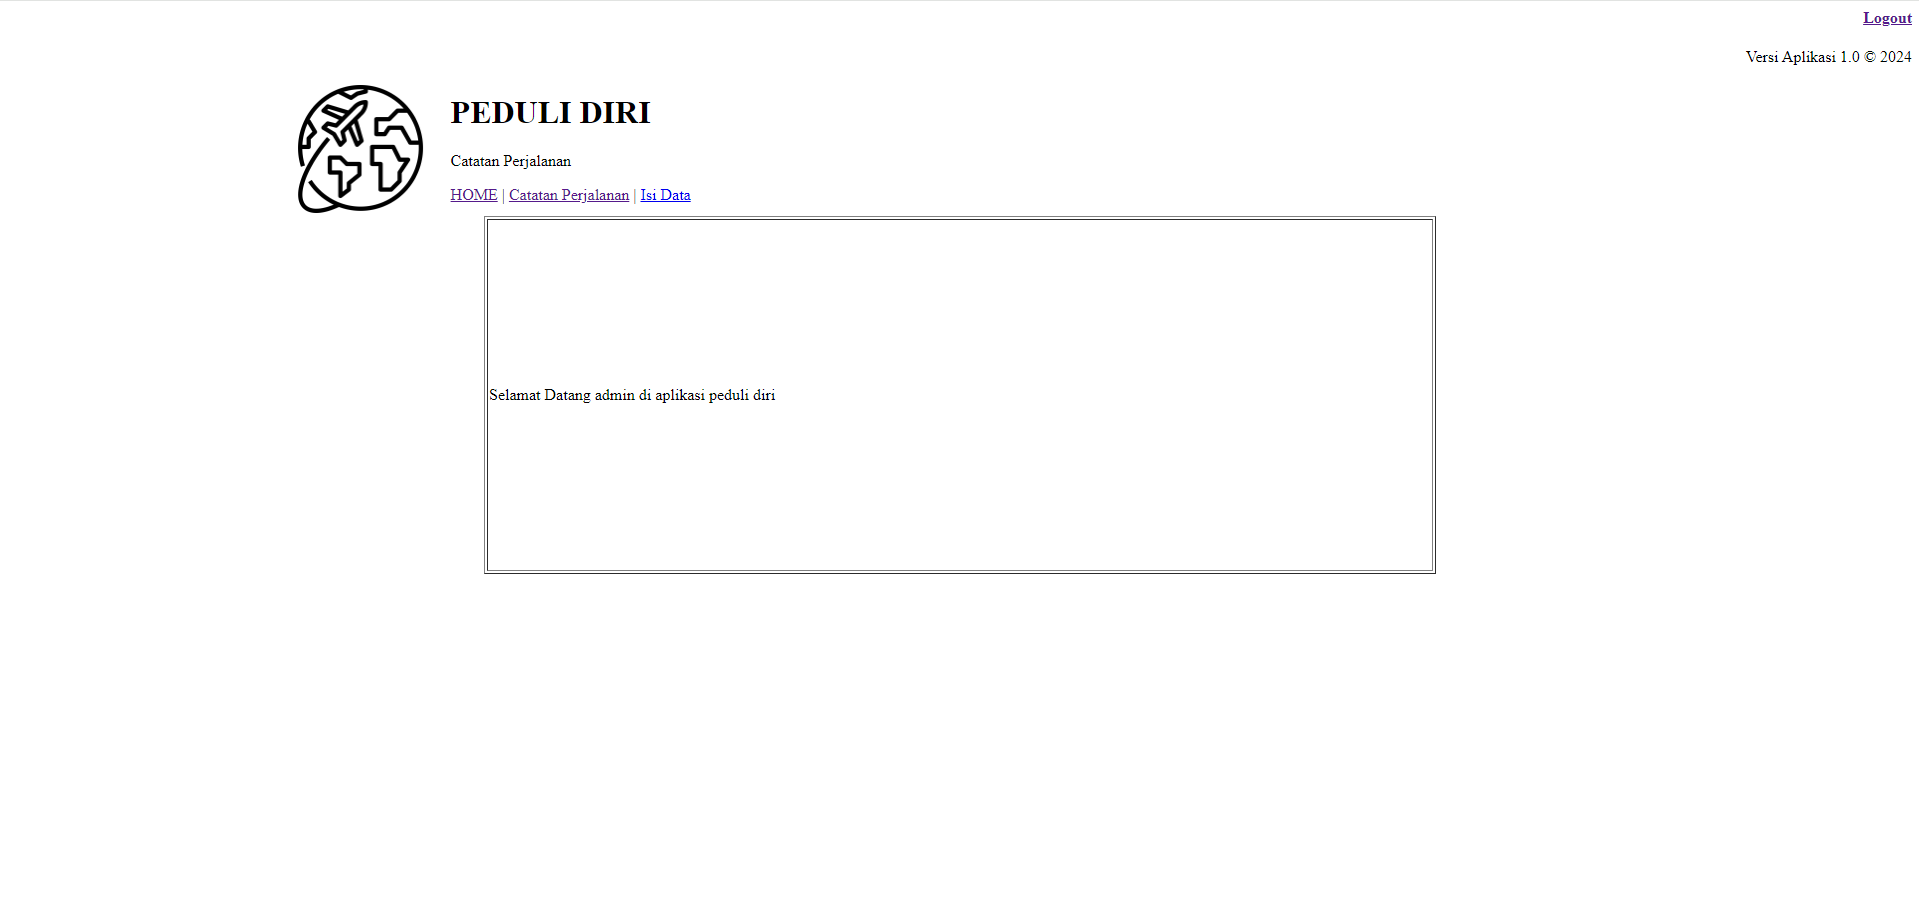 Logout
Versi Aplikasi 1.0 © 2024
PEDULI DIRI
Catatan Perjalanan
HOME | Catatan Perjalanan | Isi Data
Selamat Datang admin di aplikasi peduli diri